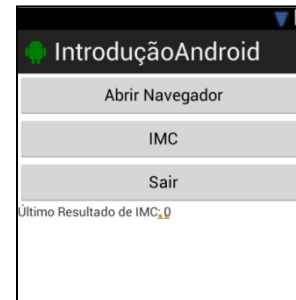 IntroduçãoAndroid
Abrir Navegador
IMC
Sair
Último Resultado de IMC: 0